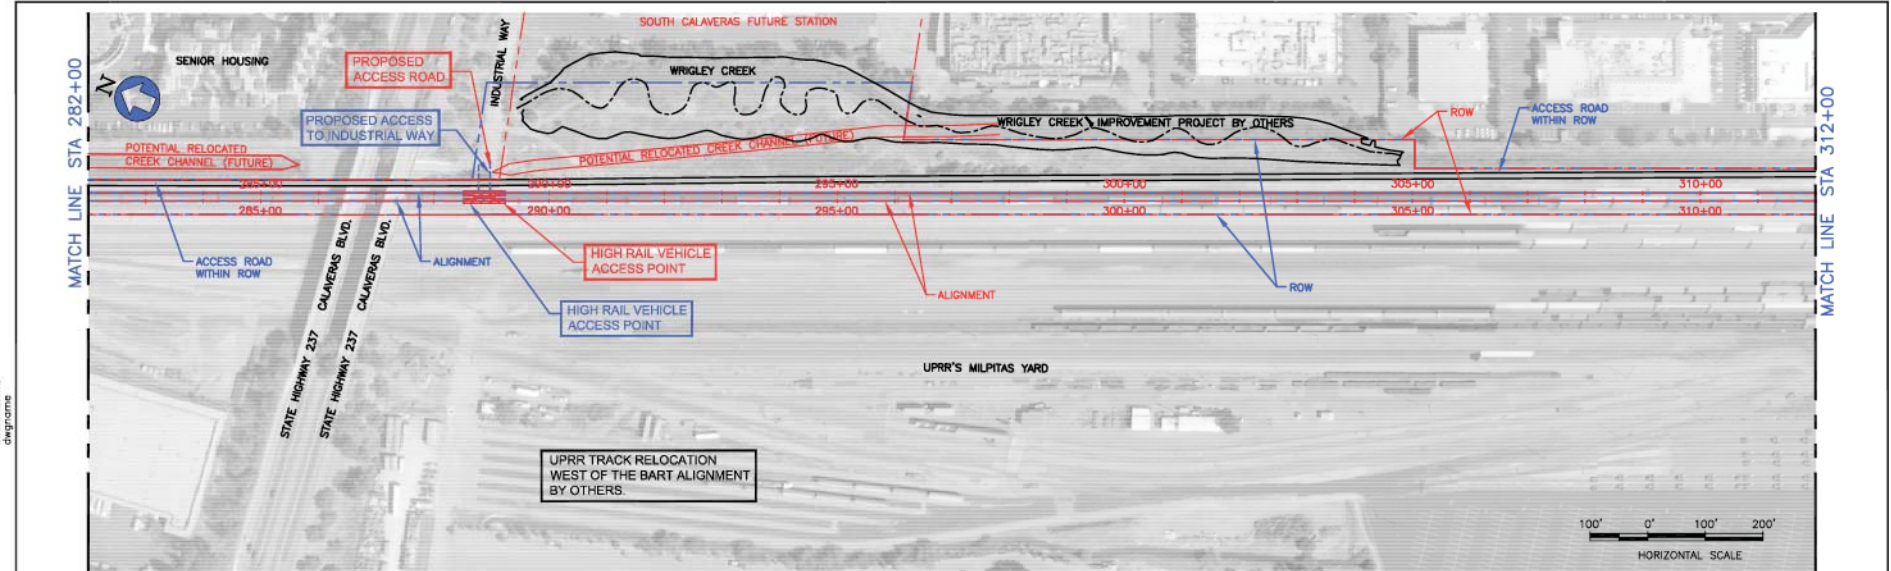 SOUTH CALAVERAS FUTURE STATION
SENIOR HOUSING
PROPOSED
ACCESS ROAD
INDUSTRIAL WAY
WRIGLEY CREEK
N
PROPOSED ACCESS
TO INDUSTRIAL WAY
WRIGLEY CREEK IMPROVEMENT PROJECT BY OTHERS
ROW
ACCESS ROAD
WITHIN ROW
POTENTIAL RELOCATED
CREEK CHANNEL (FUTURE)
POTENTIAL RELOCATED CREEK CHANNEL (FUTURE)
MATCH LINE STA 282+00
MATCH LINE STA 312+00
290+00
295+00
300+00
305+00
310+00
285+00
290+00
295+00
300+00
305+00
310+00
ACCESS ROAD
WITHIN ROW
ALIGNMENT
HIGH RAIL VEHICLE
ACCESS POINT
ALIGNMENT
ROW
HIGH RAIL VEHICLE
ACCESS POINT
STATE HIGHWAY 237 CALAVERAS BLVD.
STATE HIGHWAY 237 CALAVERAS BLVD.
UPRR'S MILPITAS YARD
dwgname
UPRR TRACK RELOCATION
WEST OF THE BART ALIGNMENT
BY OTHERS.
100' 0' 100' 200'
HORIZONTAL SCALE